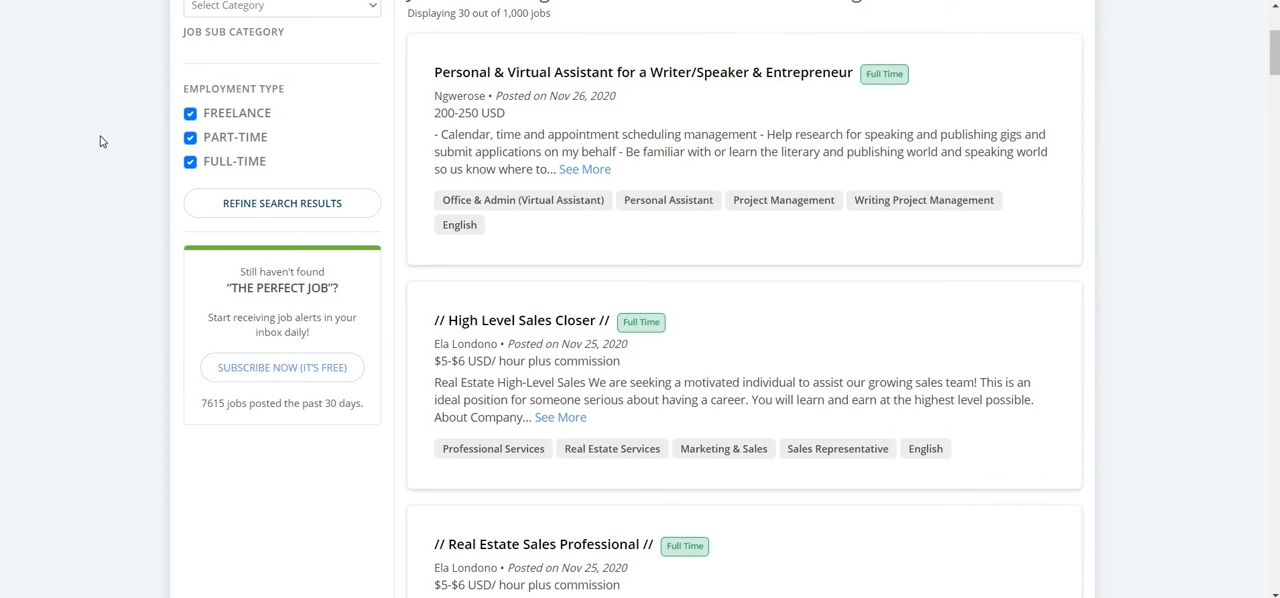 Select Category
JOB SUB CATEGORY
EMPLOYMENT TYPE
FREELANCE
PART-TIME
FULL-TIME
REFINE SEARCH RESULTS
Still haven't found
“THE PERFECT JOB”?
Start receiving job alerts in your
inbox daily!
SUBSCRIBE NOW (IT'S FREE)
7615 jobs posted the past 30 days.
Displaying 30 out of 1,000 jobs
Personal & Virtual Assistant for a Writer/Speaker & Entrepreneur Full Time
Ngwerose • Posted on Nov 26, 2020
200-250 USD
- Calendar, time and appointment scheduling management - Help research for speaking and publishing gigs and
submit applications on my behalf - Be familiar with or learn the literary and publishing world and speaking world
so us know where to... See More
Office & Admin (Virtual Assistant) Personal Assistant Project Management Writing Project Management
English
// High Level Sales Closer // Full Time
Ela Londono • Posted on Nov 25, 2020
$5-$6 USD/ hour plus commission
Real Estate High-Level Sales We are seeking a motivated individual to assist our growing sales team! This is an
ideal position for someone serious about having a career. You will learn and earn at the highest level possible.
About Company... See More
Professional Services Real Estate Services Marketing & Sales Sales Representative English
// Real Estate Sales Professional // Full Time
Ela Londono • Posted on Nov 25, 2020
$5-$6 USD/ hour plus commission